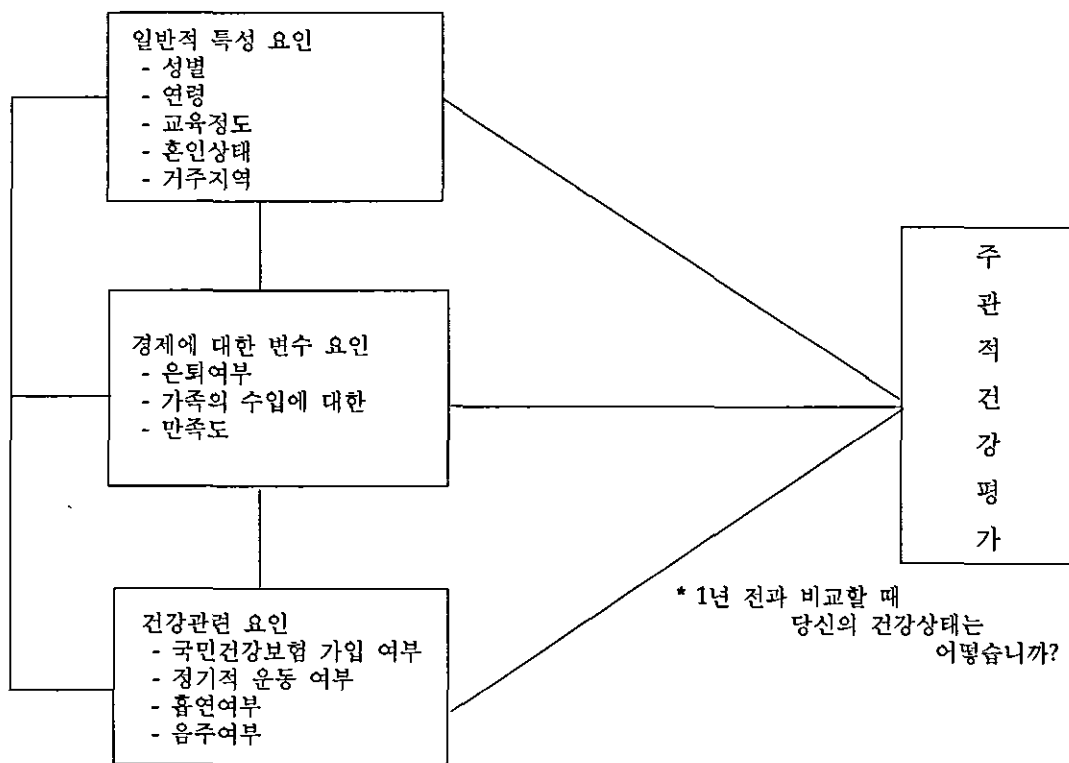 일반적 특성 요인
- 성별
- 연령
- 교육정도
- 혼인상태
- 거주지역
경제에 대한 변수 요인
- 은퇴여부
- 가족의 수입에 대한
- 만족도
건강관련 요인
- 국민건강보험 가입 여부
- 정기적 운동 여부
- 흡연여부
- 음주여부
주
관
적
건
강
평
가
* 1년 전과 비교할 때
당신의 건강상태는
어떻습니까?